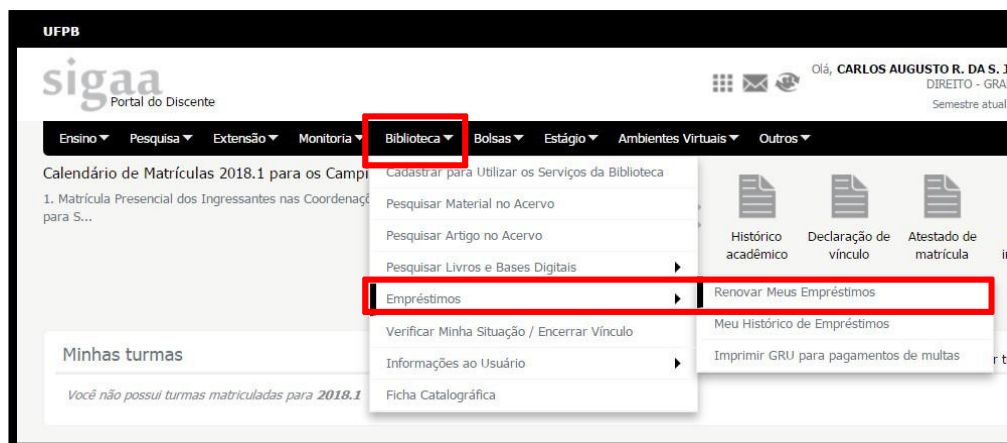 UFPB
sigaa
Portal do Discente
Olá, CARLOS AUGUSTO R. DA S.
DIREITO -
Semestre atual
Ensino Pesquisa Extensão Monitoria Biblioteca Bolsas Estágio Ambientes Virtuais Outros
Calendário de Matrículas 2018.1 para os Campi
1. Matrícula Presencial dos Ingressantes nas
para S...
Cadastrar para Utilizar os Serviços da Biblioteca
Pesquisar Material no Acervo
Pesquisar Artigo no Acervo
Pesquisar Livros e Bases Digitais
Empréstimos
Verificar Minha Situação / Encerrar Vínculo
Informações ao Usuário
Ficha Catalográfica
Histórico
acadêmico
Declaração de
vínculo
Atestado de
matrícula
Renovar Meus Empréstimos
Meu Histórico de Empréstimos
Imprimir GRU para pagamentos de multas
Minhas turmas
Você não possui turmas matriculadas para 2018.1